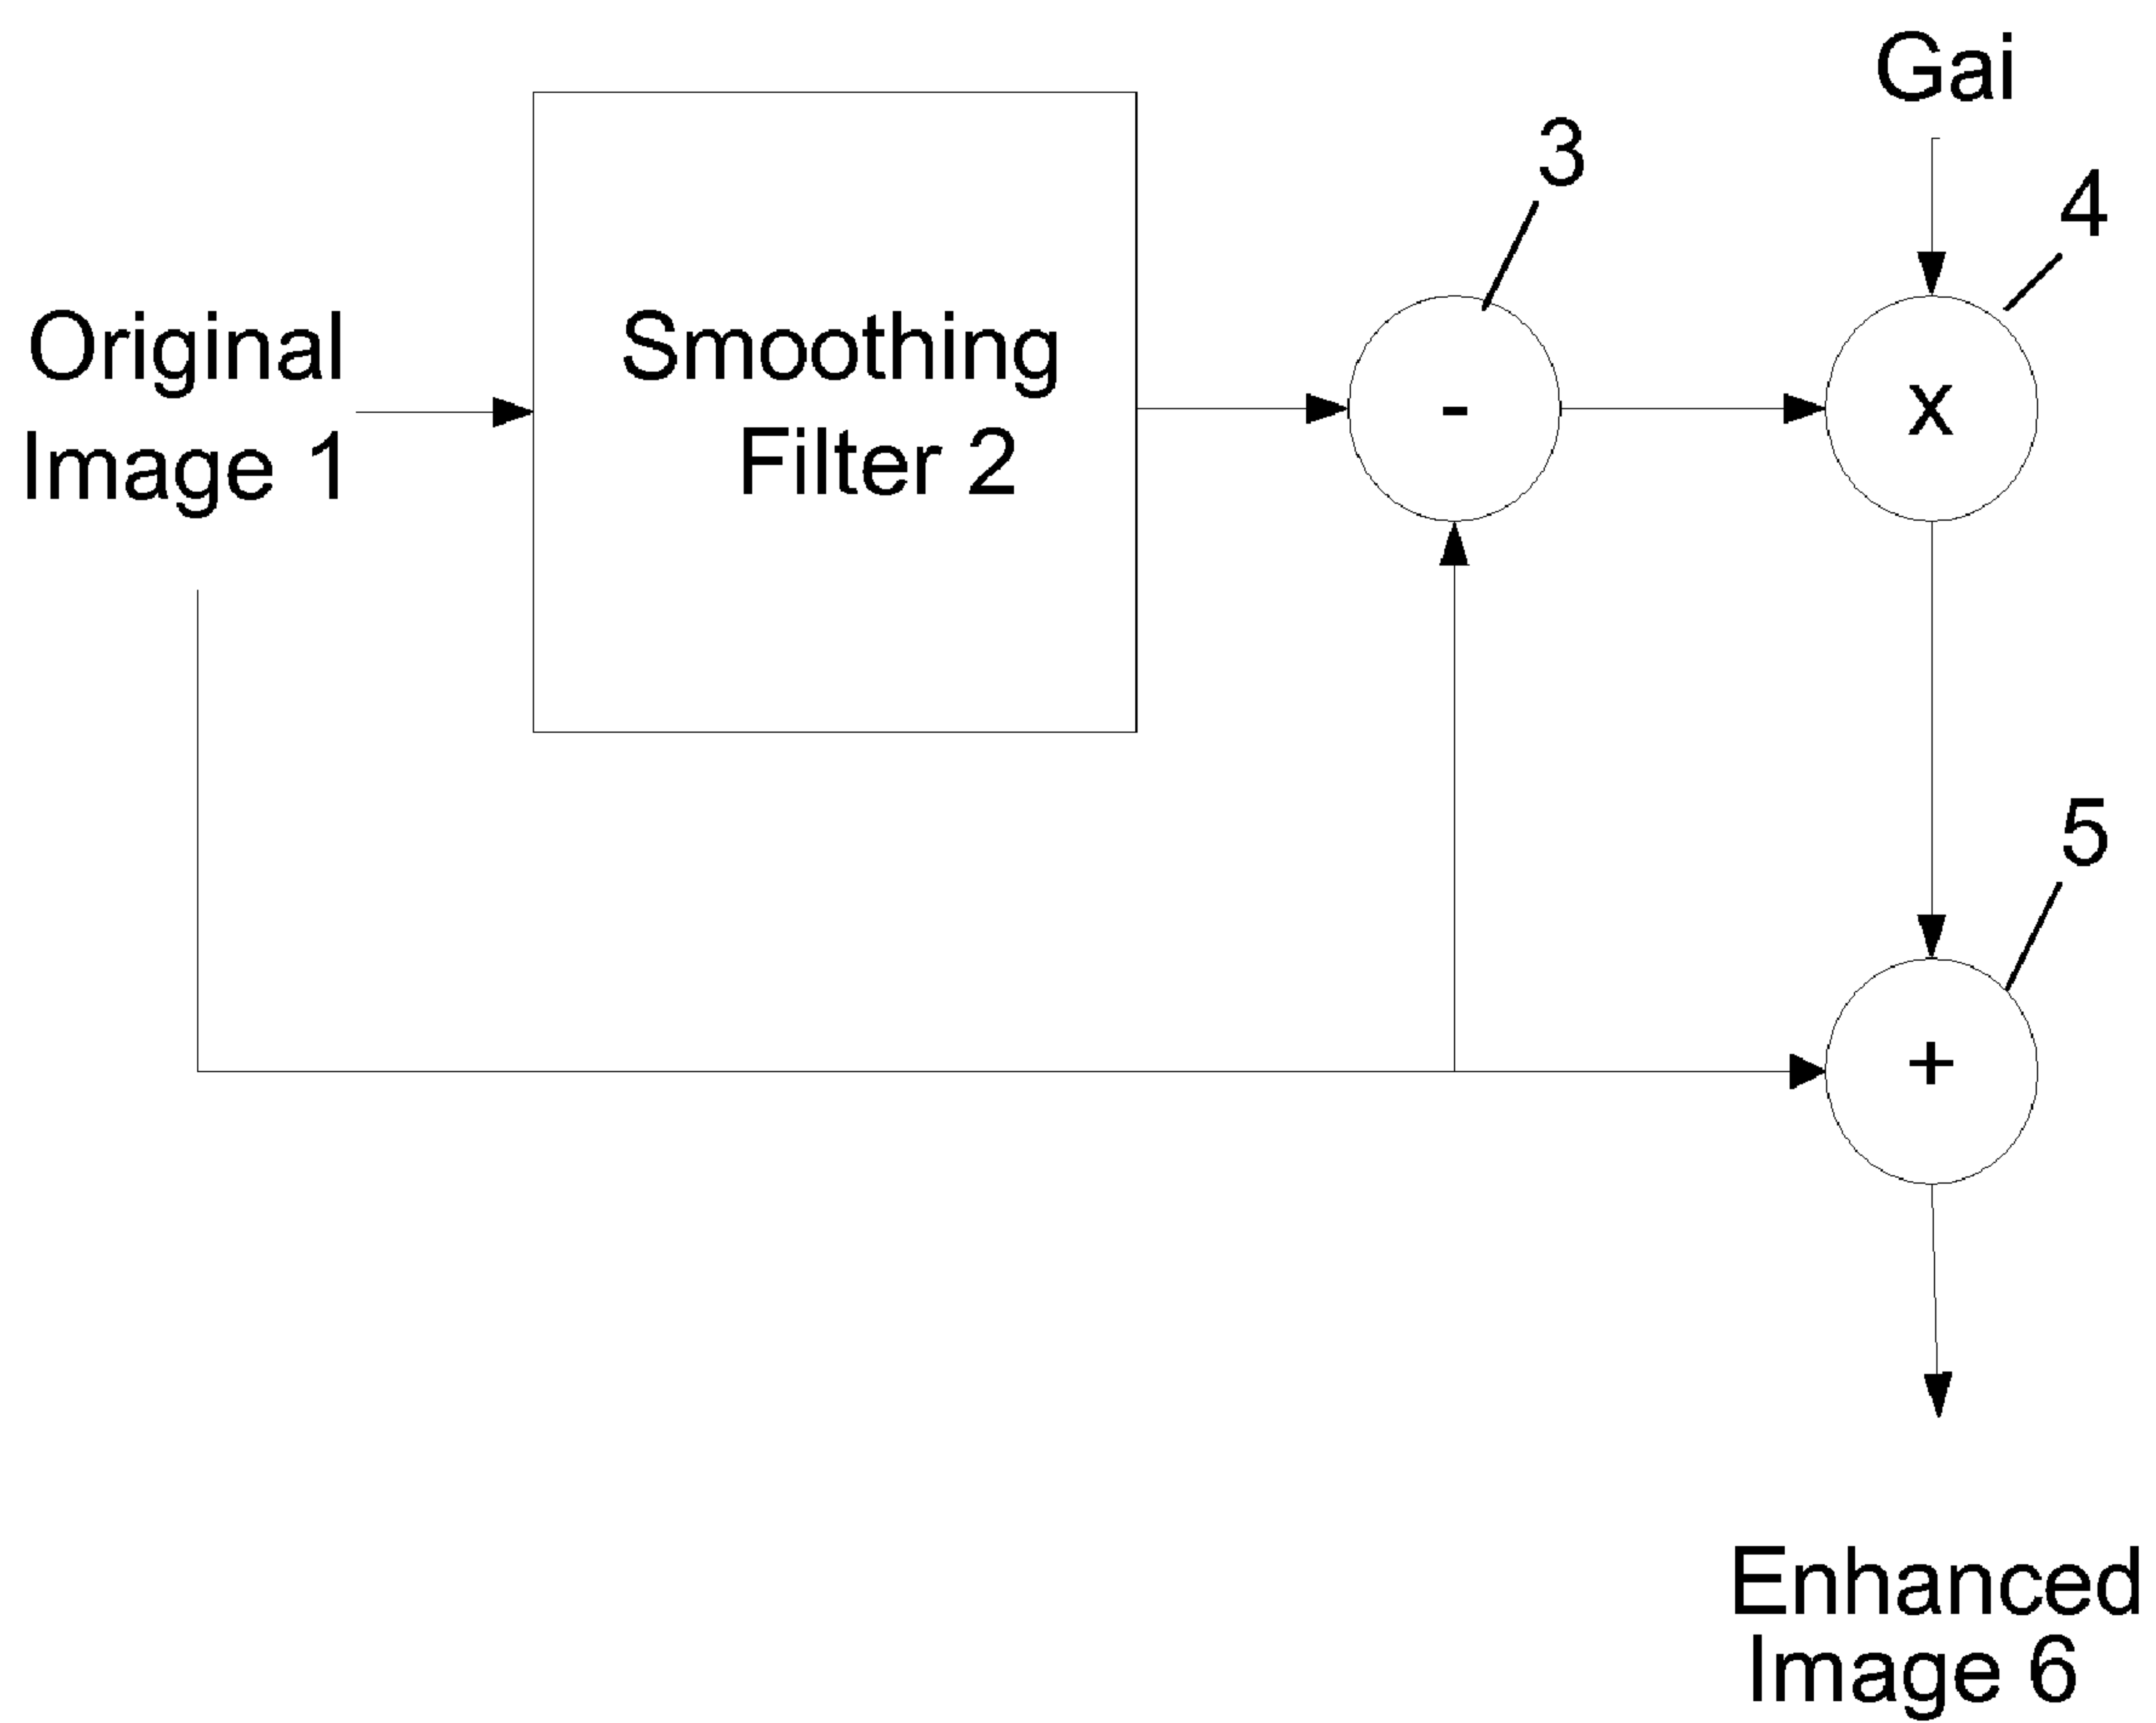 Gai
3
4
Original
Image 1
Smoothing
Filter 2
-
x
5
+
Enhanced
Image 6